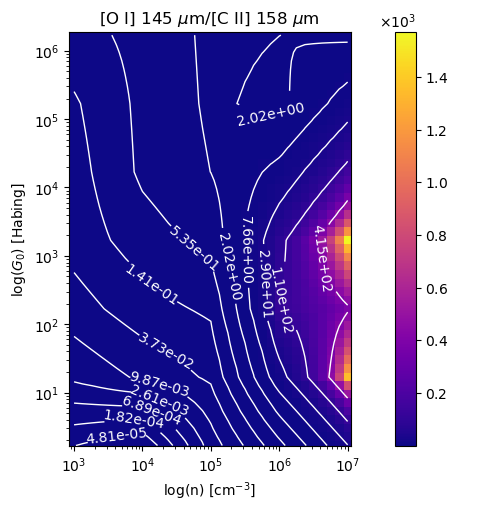 [O I] 145 μm/[C II] 158 μm
×10³
10⁶
10⁵
10⁴
10³
10²
10¹
log(G₀) [Habing]
10³ 10⁴ 10⁵ 10⁶ 10⁷
log(n) [cm⁻³]
1.4
1.2
1.0
0.8
0.6
0.4
0.2
2.02e+00
5.35e-01
2.02e+00
7.66e+00
2.90e+01
1.10e+02
4.15e+02
1.41e-01
3.73e-02
9.87e-03
2.61e-03
6.89e-04
1.82e-04
4.81e-05